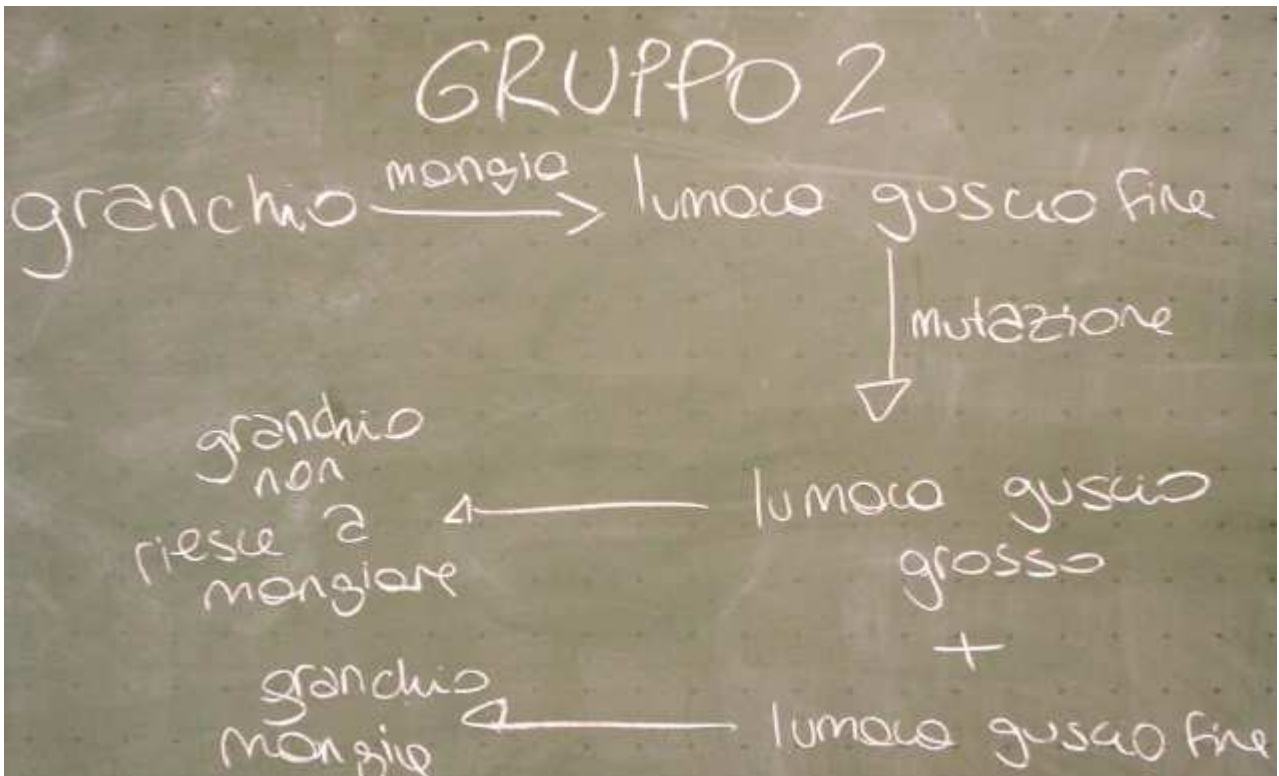 GRUPPO 2
granchio mangia lumaca guscio fine
mutazione
granchio
non
riesce a
mangiare
lumaca guscio
grosso
+
granchio
mangia
lumaca guscio fine